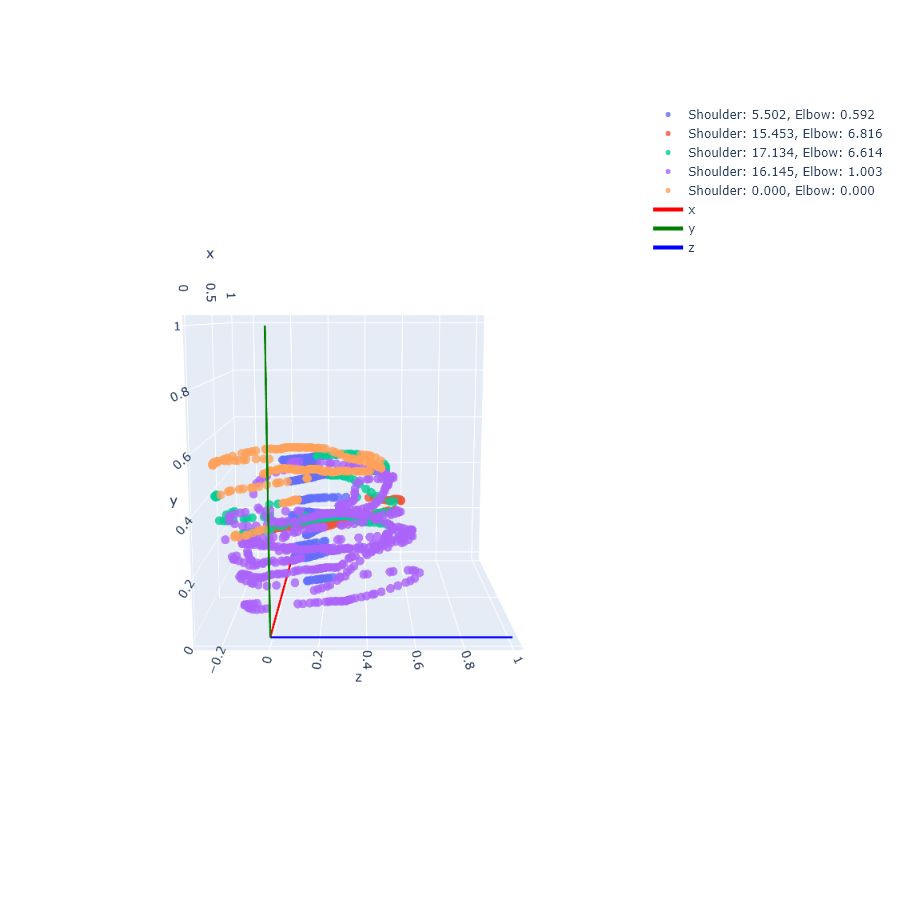 Shoulder: 5.502, Elbow: 0.592
Shoulder: 15.453, Elbow: 6.816
Shoulder: 17.134, Elbow: 6.614
Shoulder: 16.145, Elbow: 1.003
Shoulder: 0.000, Elbow: 0.000
x
y
z
x
0 0.5 1
1
0.8
0.6
y
0.4
0.2
0
−0.2 0 0.2 0.4 0.6 0.8 1
z